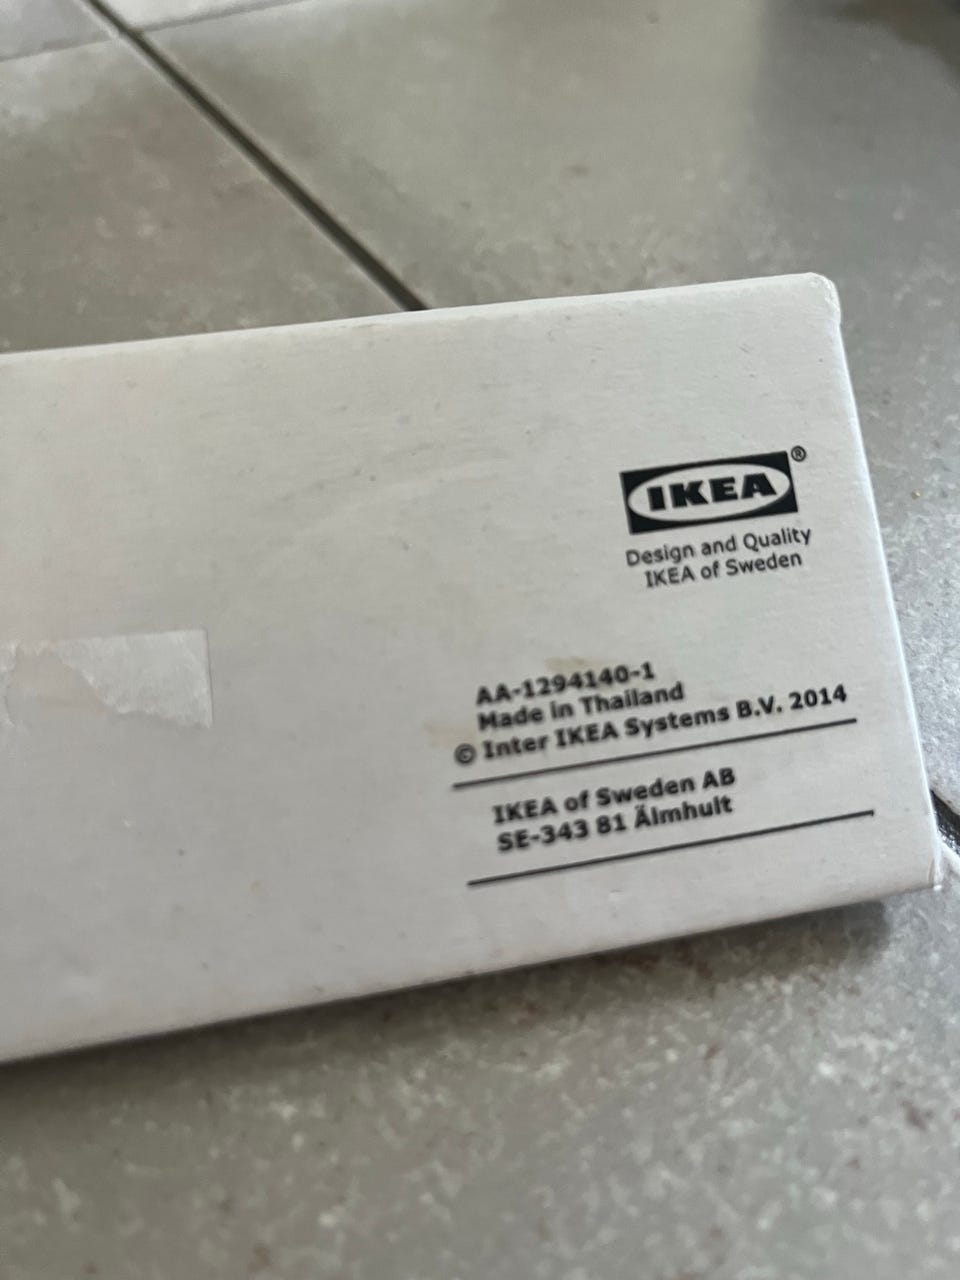 IKEA®
Design and Quality
IKEA of Sweden
AA-1294140-1
Made in Thailand
© Inter IKEA Systems B.V. 2014
IKEA of Sweden AB
SE-343 81 Älmhult